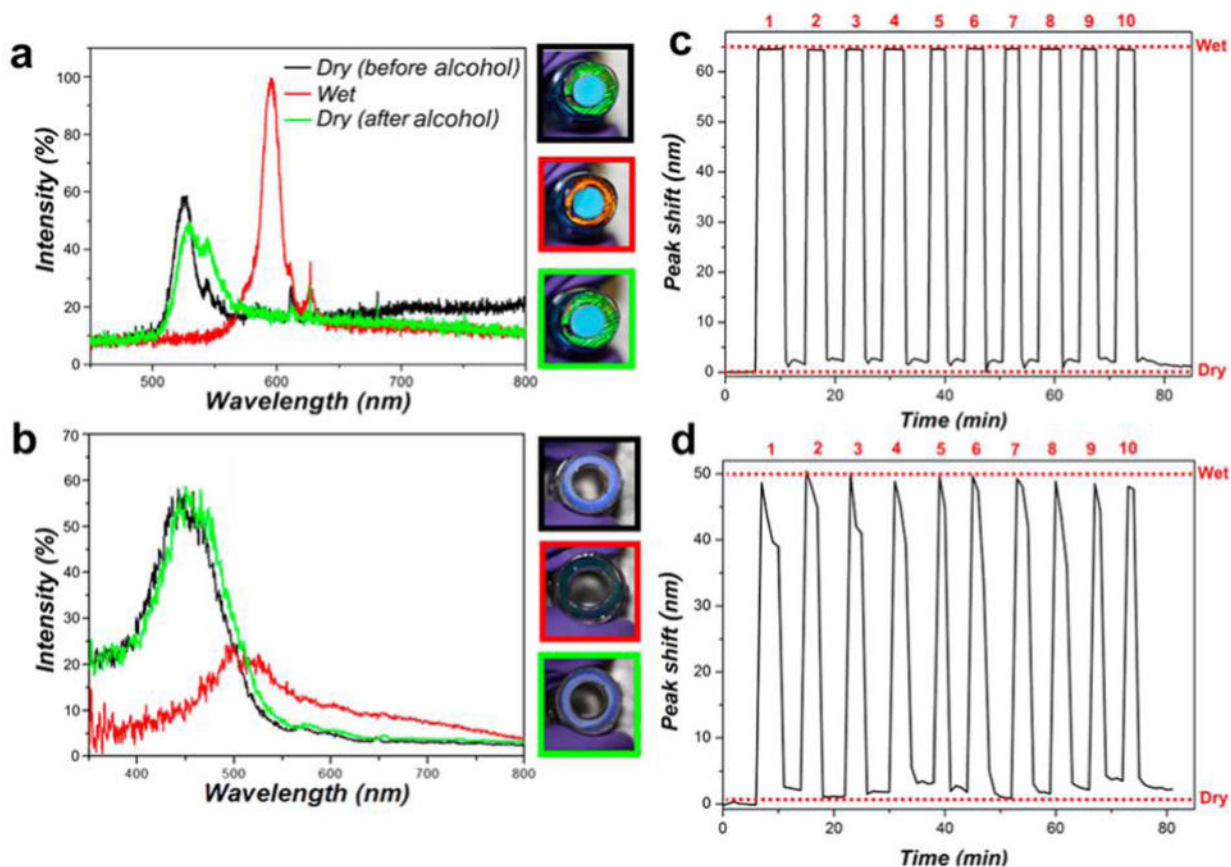 a
Intensity (%)
100
80
60
40
20
0
Dry (before alcohol)
Wet
Dry (after alcohol)
500 600 700 800
Wavelength (nm)
c
1 2 3 4 5 6 7 8 9 10
Peak shift (nm)
60
50
40
30
20
10
0
Wet
Dry
0 20 40 60 80
Time (min)
b
Intensity (%)
70
60
50
40
30
20
10
0
400 500 600 700 800
Wavelength (nm)
d
1 2 3 4 5 6 7 8 9 10
Peak shift (nm)
50
40
30
20
10
0
Wet
Dry
0 20 40 60 80
Time (min)